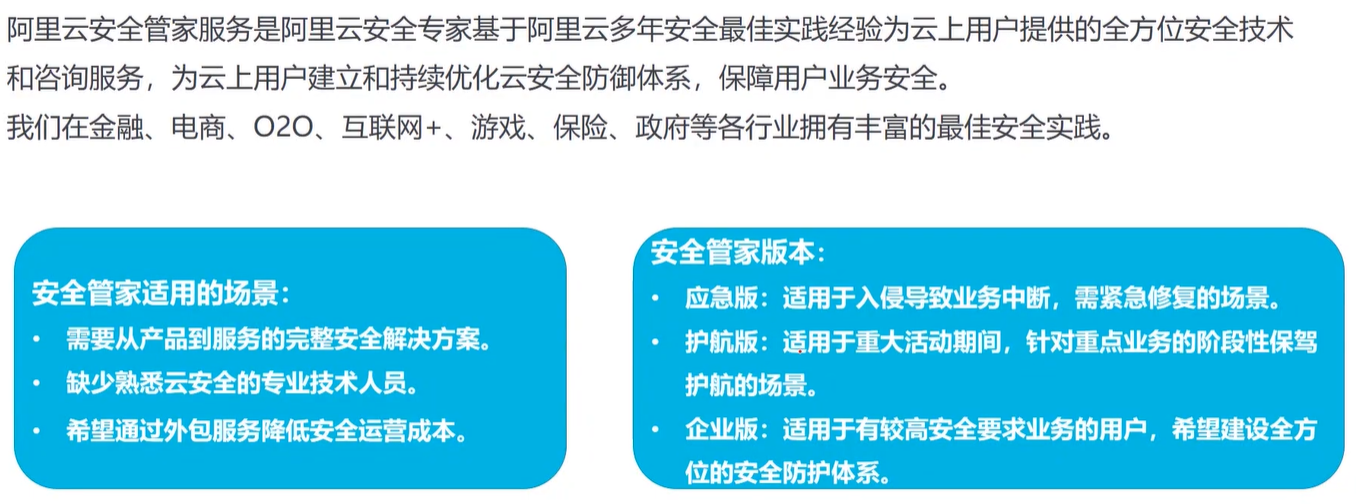 阿里云安全管家服务是阿里云安全专家基于阿里云多年安全最佳实践经验为云上用户提供的全方位安全技术
和咨询服务，为云上用户建立和持续优化云安全防御体系，保障用户业务安全。
我们在金融、电商、O2O、互联网+、游戏、保险、政府等各行业拥有丰富的最佳安全实践。
安全管家适用的场景：
• 需要从产品到服务的完整安全解决方案。
• 缺少熟悉云安全的专业技术人员。
• 希望通过外包服务降低安全运营成本。
安全管家版本：
• 应急版：适用于入侵导致业务中断，需紧急修复的场景。
• 护航版：适用于重大活动期间，针对重点业务的阶段性保驾
护航的场景。
• 企业版：适用于有较高安全要求业务的用户，希望建设全方
位的安全防护体系。